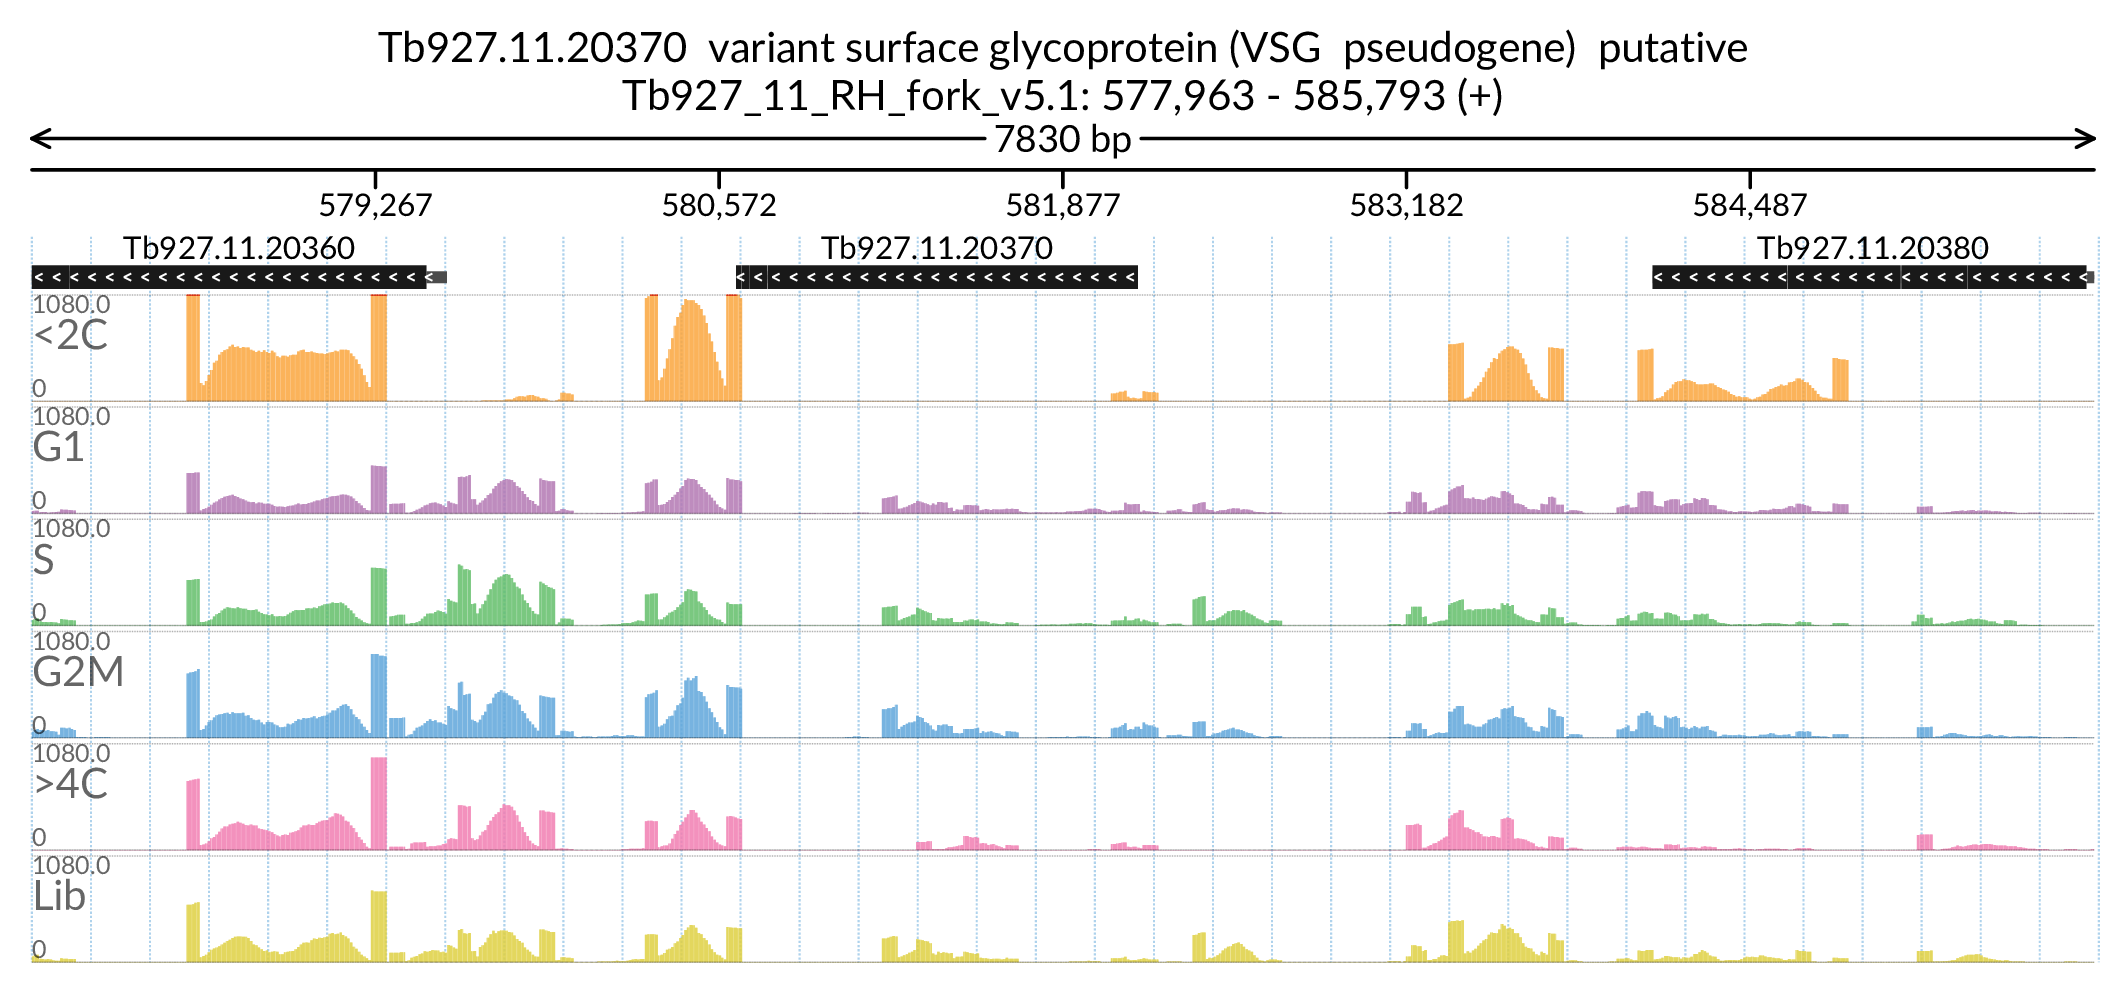 Tb927.11.20370 variant surface glycoprotein (VSG pseudogene) putative
Tb927_11_RH_fork_v5.1: 577,963 - 585,793 (+)
7830 bp
579,267 580,572 581,877 583,182 584,487
Tb927.11.20360 Tb927.11.20370 Tb927.11.20380
1080.0
<2C
0
1080.0
G1
0
1080.0
S
0
1080.0
G2M
0
1080.0
>4C
0
1080.0
Lib
0